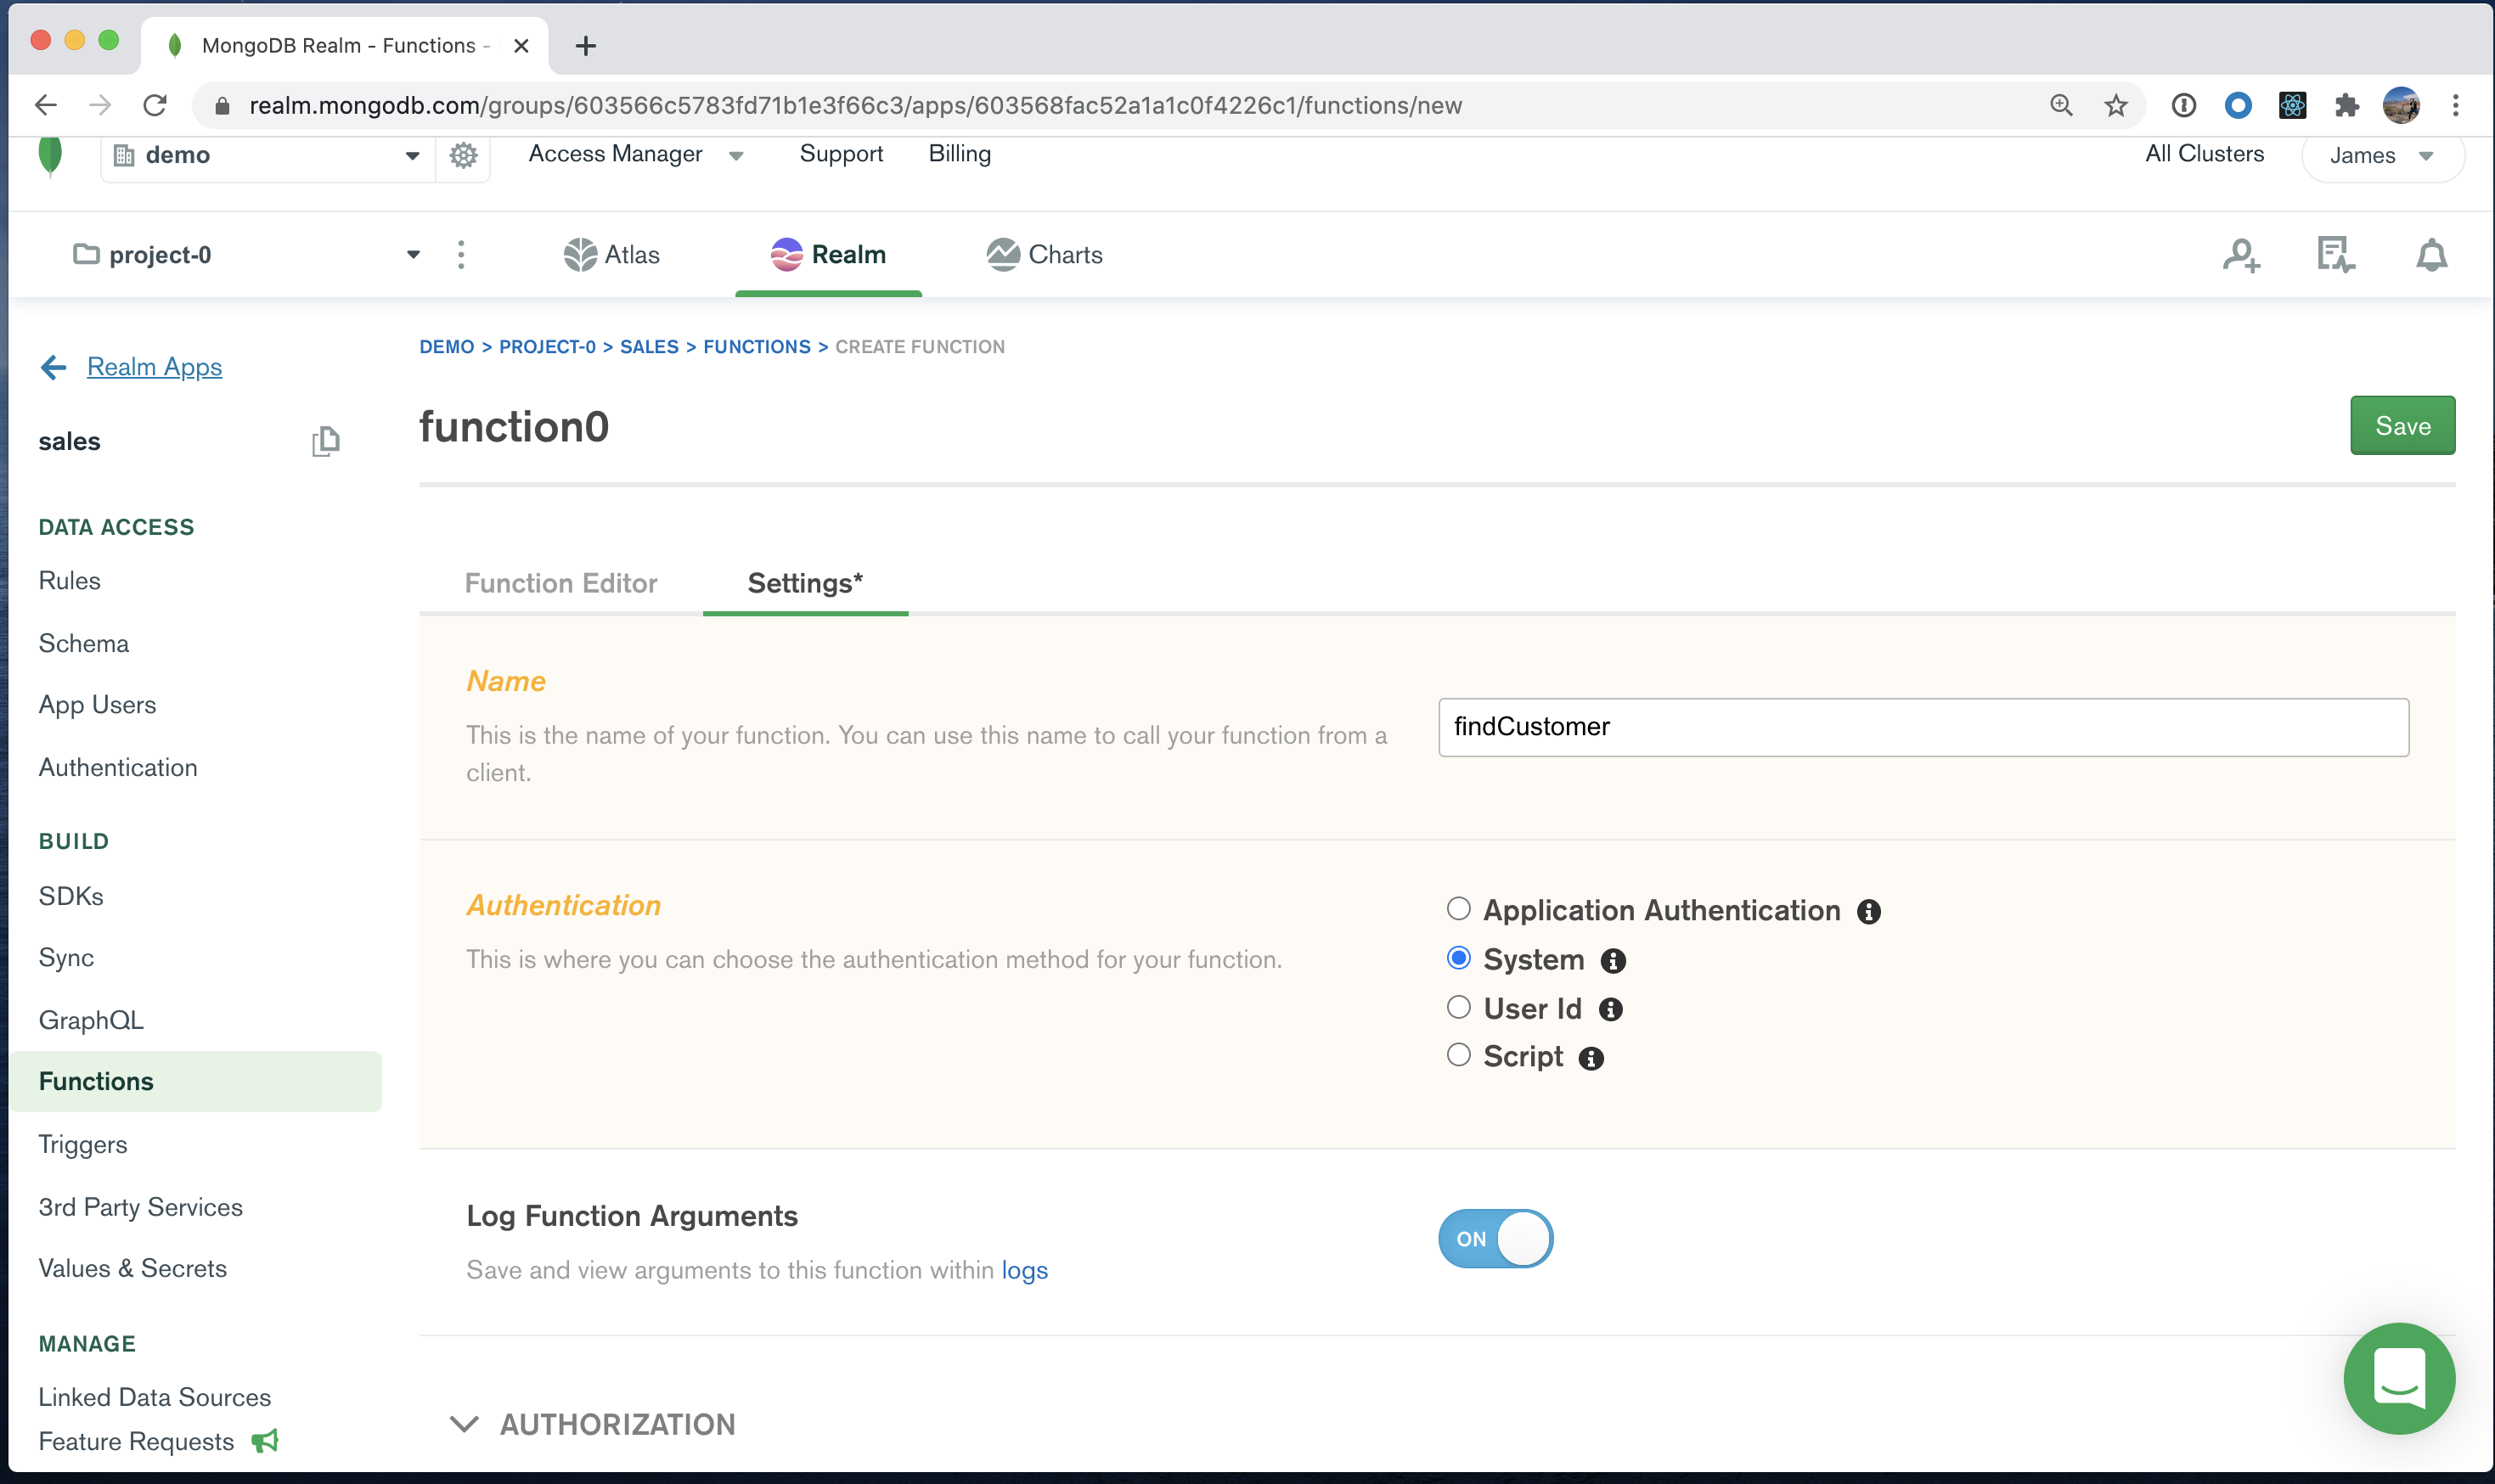 MongoDB Realm - Functions -
realm.mongodb.com/groups/603566c5783fd71b1e3f66c3/apps/603568fac52a1a1c0f4226c1/functions/new
demo
Access Manager
Support
Billing
All Clusters
James
project-0
Atlas
Realm
Charts
Realm Apps
sales
DATA ACCESS
Rules
Schema
App Users
Authentication
BUILD
SDKs
Sync
GraphQL
Functions
Triggers
3rd Party Services
Values & Secrets
MANAGE
Linked Data Sources
Feature Requests
DEMO > PROJECT-0 > SALES > FUNCTIONS > CREATE FUNCTION
function0
Save
Function Editor
Settings*
Name
This is the name of your function. You can use this name to call your function from a
client.
findCustomer
Authentication
This is where you can choose the authentication method for your function.
Application Authentication
System
User Id
Script
Log Function Arguments
Save and view arguments to this function within logs
ON
AUTHORIZATION